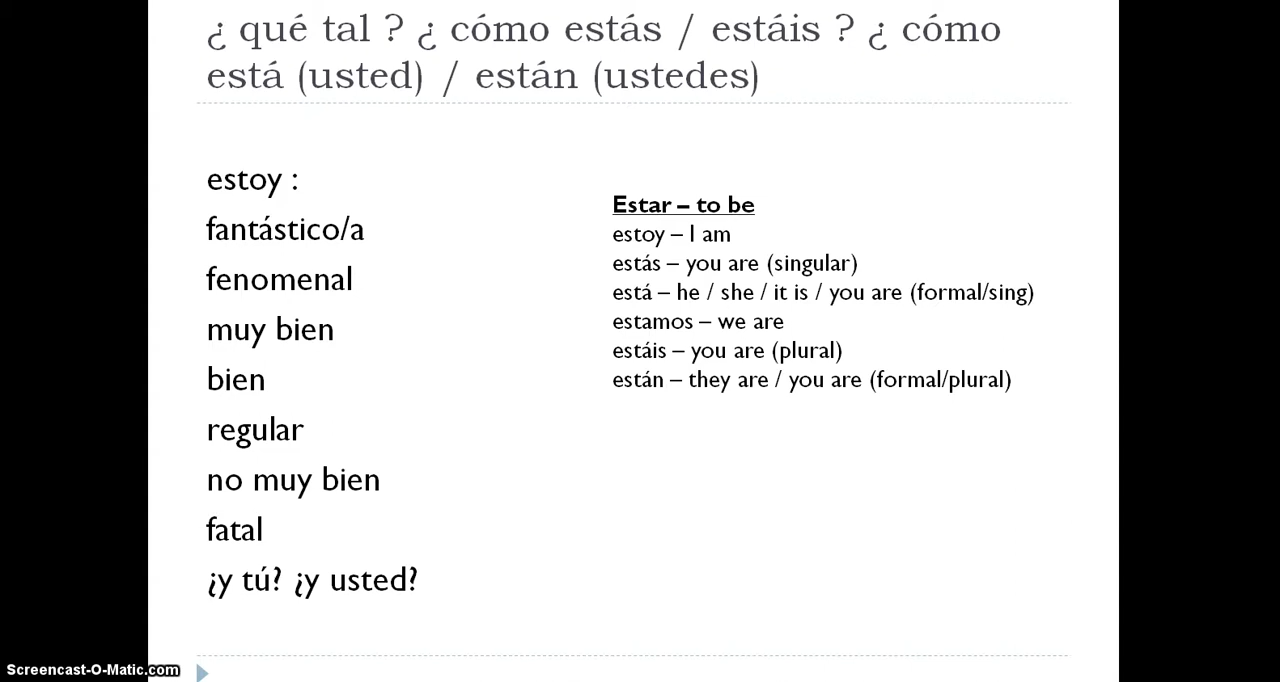 ¿ qué tal ? ¿ cómo estás / estáis ? ¿ cómo
está (usted) / están (ustedes)
estoy :
fantástico/a
fenomenal
muy bien
bien
regular
no muy bien
fatal
¿y tú? ¿y usted?
Estar – to be
estoy – I am
estás – you are (singular)
está – he / she / it is / you are (formal/sing)
estamos – we are
estáis – you are (plural)
están – they are / you are (formal/plural)
Screencast-O-Matic.com